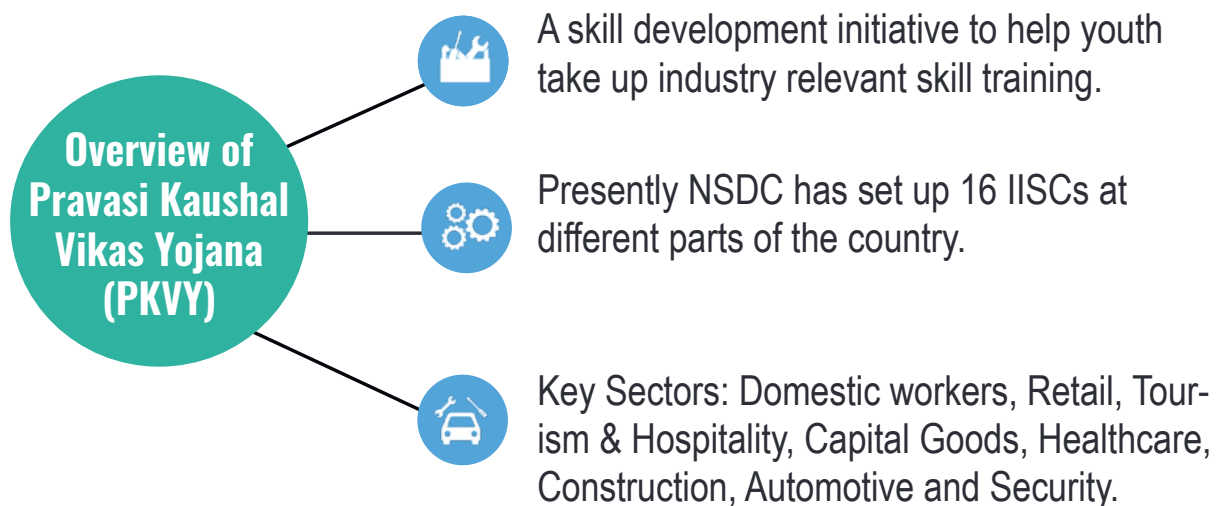 Overview of
Pravasi Kaushal
Vikas Yojana
(PKVY)
A skill development initiative to help youth
take up industry relevant skill training.
Presently NSDC has set up 16 IISCs at
different parts of the country.
Key Sectors: Domestic workers, Retail, Tour-
ism & Hospitality, Capital Goods, Healthcare,
Construction, Automotive and Security.